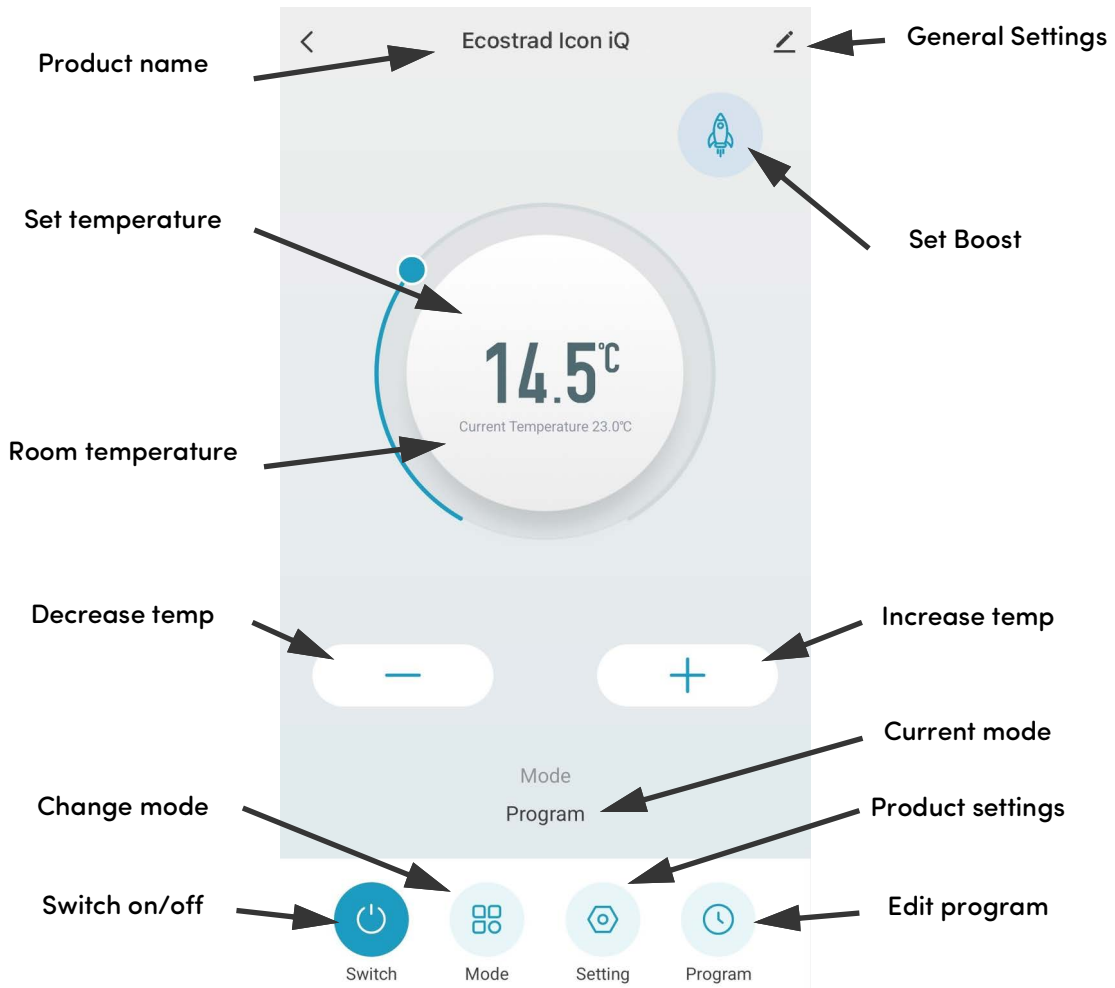 Ecostrad Icon iQ
General Settings
Product name
Set temperature
Set Boost
14.5°C
Current Temperature 23.0°C
Room temperature
Decrease temp
Increase temp
Current mode
Mode
Program
Change mode
Product settings
Switch on/off
Edit program
Switch
Mode
Setting
Program